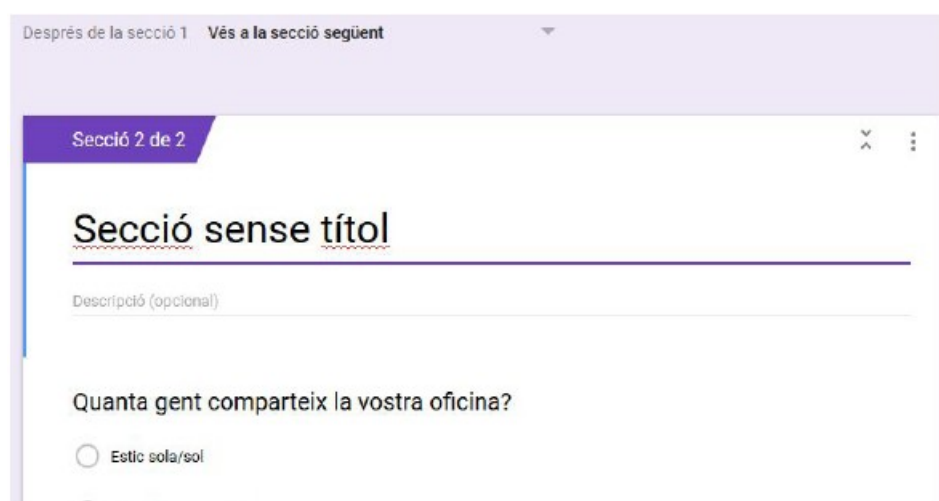 Després de la secció 1 Vés a la secció següent
Secció 2 de 2
Secció sense títol
Descripció (opcional)
Quanta gent comparteix la vostra oficina?
Estic sola/sol